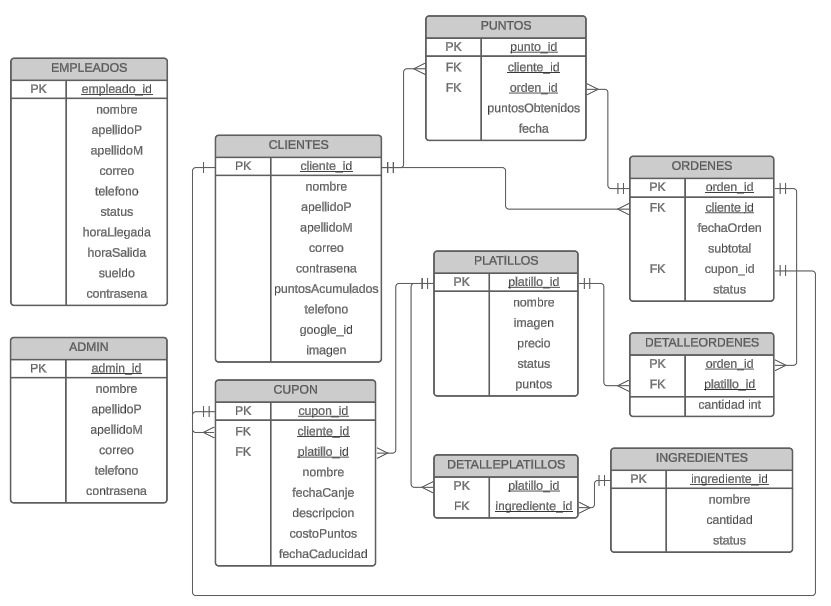 EMPLEADOS
PK empleado_id
nombre
apellidoP
apellidoM
correo
telefono
status
horaLlegada
horaSalida
sueldo
contrasena
ADMIN
PK admin_id
nombre
apellidoP
apellidoM
correo
telefono
contrasena
CLIENTES
PK cliente_id
nombre
apellidoP
apellidoM
correo
contrasena
puntosAcumulados
telefono
google_id
imagen
CUPON
PK cupon_id
FK cliente_id
FK platillo_id
nombre
fechaCanje
descripcion
costoPuntos
fechaCaducidad
PUNTOS
PK punto_id
FK cliente_id
FK orden_id
puntosObtenidos
fecha
PLATILLOS
PK platillo_id
nombre
imagen
precio
status
puntos
DETALLEPLATILLOS
PK platillo_id
FK ingrediente_id
ORDENES
PK orden_id
FK cliente id
fechaOrden
subtotal
FK cupon_id
status
DETALLEORDENES
PK orden_id
FK platillo_id
cantidad int
INGREDIENTES
PK ingrediente_id
nombre
cantidad
status